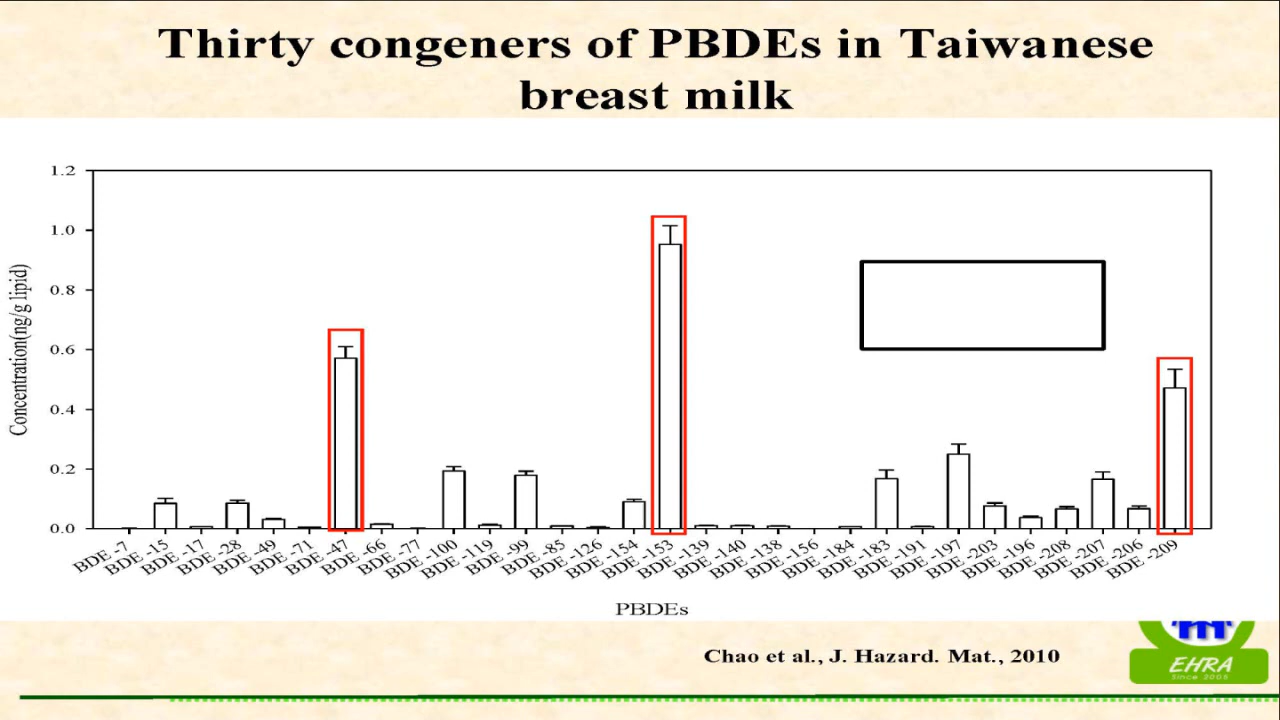 Thirty congeners of PBDEs in Taiwanese
breast milk
1.2
1.0
0.8
0.6
0.4
0.2
0.0
Concentration(ng/g lipid)
BDE -7
BDE -15
BDE -17
BDE -28
BDE -49
BDE -71
BDE -47
BDE -66
BDE -77
BDE -100
BDE -119
BDE -99
BDE -85
BDE -126
BDE -154
BDE -153
BDE -139
BDE -140
BDE -138
BDE -156
BDE -184
BDE -183
BDE -191
BDE -197
BDE -203
BDE -196
BDE -208
BDE -207
BDE -206
BDE -209
PBDEs
Chao et al., J. Hazard. Mat., 2010
EHRA